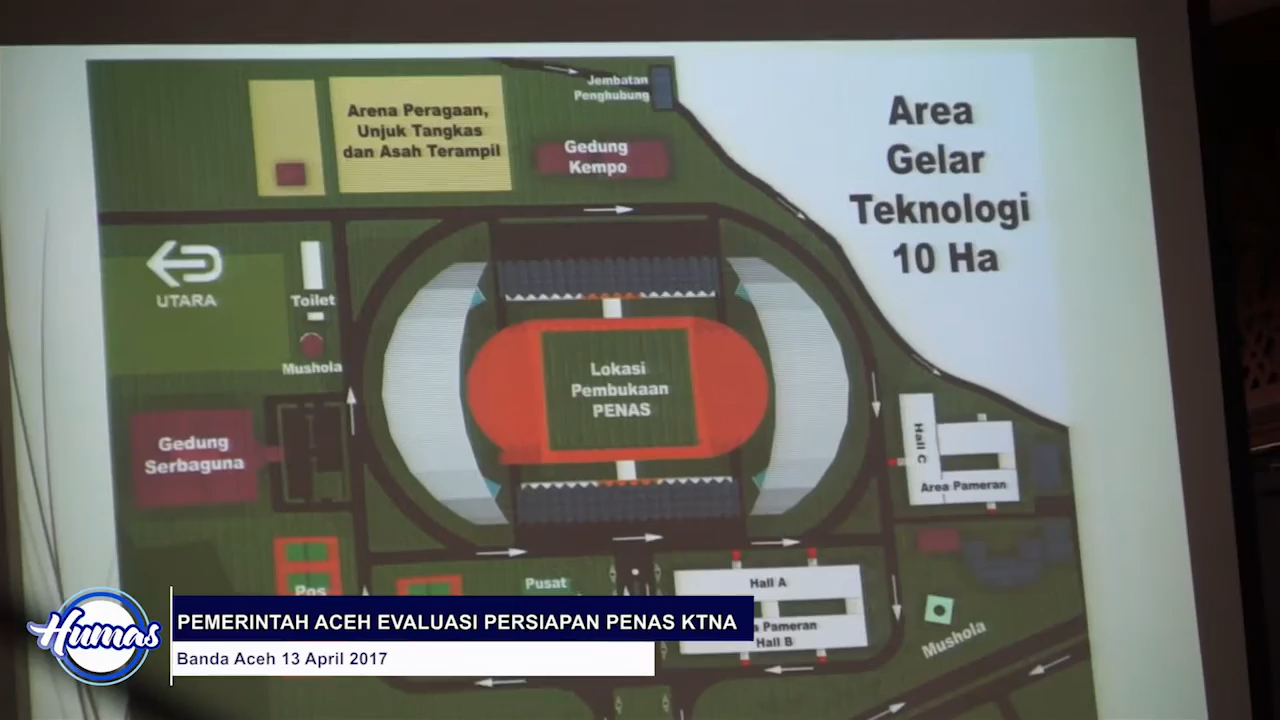 Jembatan
Penghubung
Arena Peragaan,
Unjuk Tangkas
dan Asah Terampil
Gedung
Kempo
Area
Gelar
Teknologi
10 Ha
UTARA
Toilet
Mushola
Lokasi
Pembukaan
PENAS
Gedung
Serbaguna
Hall C
Area Pameran
Pos
Pusat
Hall A
Pameran
Hall B
Mushola
Humas
PEMERINTAH ACEH EVALUASI PERSIAPAN PENAS KTNA
Banda Aceh 13 April 2017